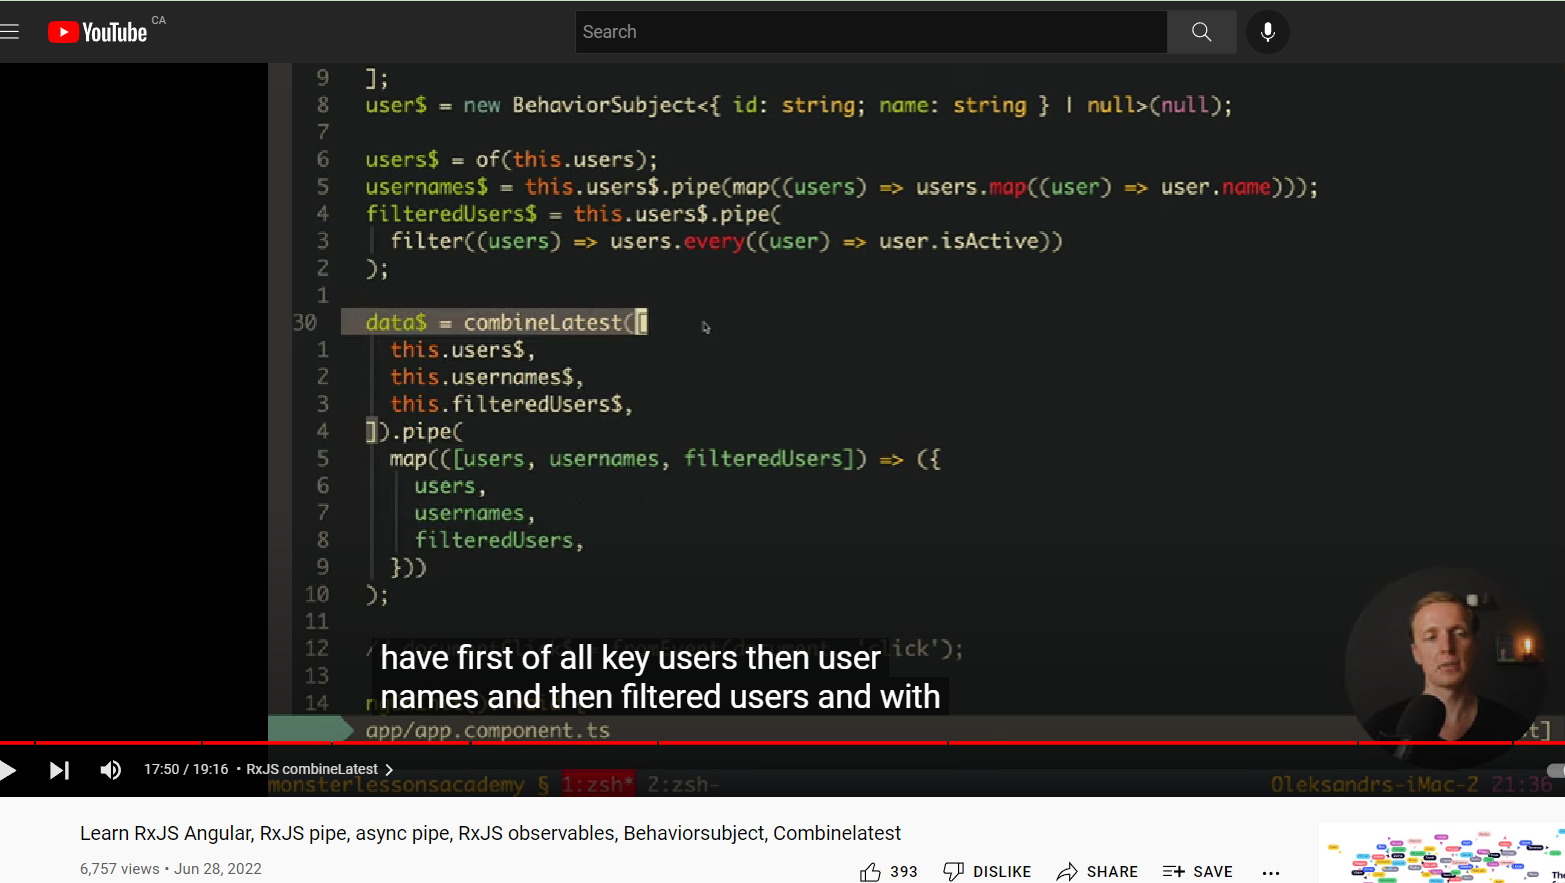 YouTube CA
Search
9 ];
8 user$ = new BehaviorSubject<{ id: string; name: string } | null>(null);
7
6 users$ = of(this.users);
5 usernames$ = this.users$.pipe(map((users) => users.map((user) => user.name)));
4 filteredUsers$ = this.users$.pipe(
3 filter((users) => users.every((user) => user.isActive))
2 );
1
30 data$ = combineLatest([
1 this.users$,
2 this.usernames$,
3 this.filteredUsers$,
4 ]).pipe(
5 map(([users, usernames, filteredUsers]) => ({
6 users,
7 usernames,
8 filteredUsers,
9 }))
10 );
11
12 lick');
have first of all key users then user
13
names and then filtered users and with
14
app/app.component.ts
17:50 / 19:16 • RxJS combineLatest
monsterlessonsacademy § 1:zsh* 2:zsh- Oleksandrs-iMac-2 21:36
Learn RxJS Angular, RxJS pipe, async pipe, RxJS observables, Behaviorsubject, Combinelatest
6,757 views • Jun 28, 2022
393 DISLIKE SHARE SAVE ...